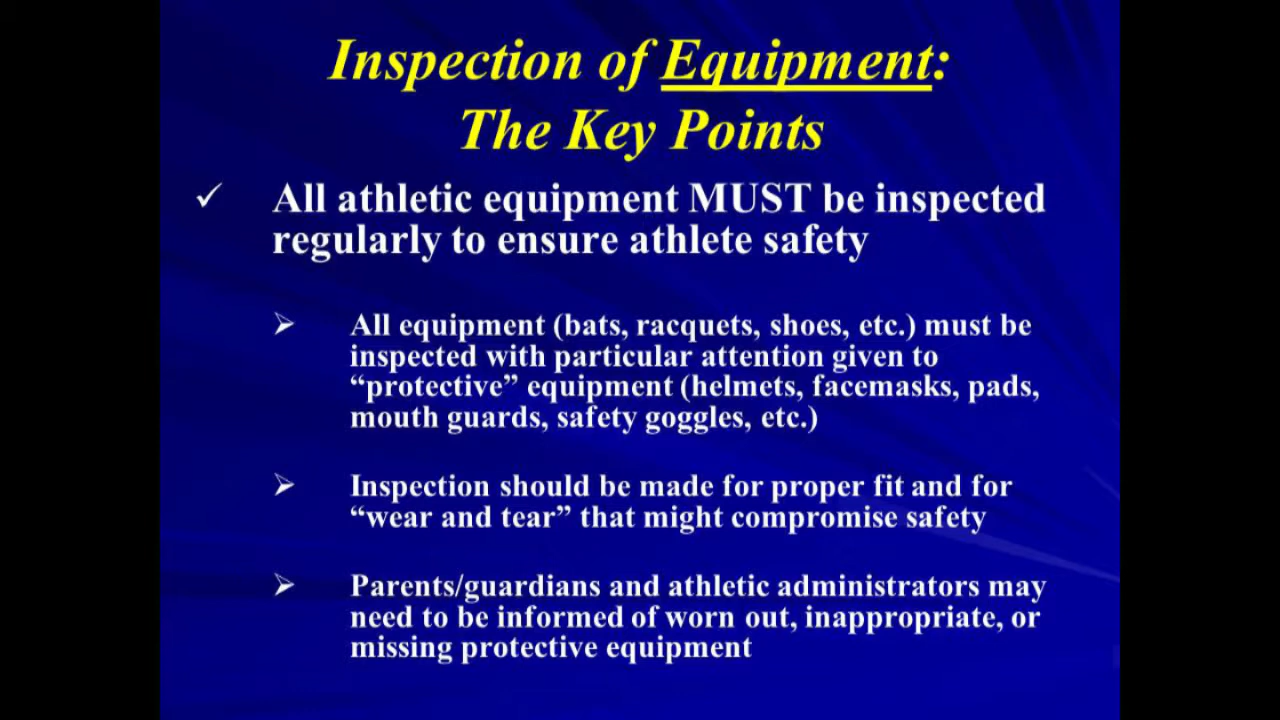 Inspection of Equipment:
The Key Points
✓ All athletic equipment MUST be inspected
regularly to ensure athlete safety
➢ All equipment (bats, racquets, shoes, etc.) must be
inspected with particular attention given to
“protective” equipment (helmets, facemasks, pads,
mouth guards, safety goggles, etc.)
➢ Inspection should be made for proper fit and for
“wear and tear” that might compromise safety
➢ Parents/guardians and athletic administrators may
need to be informed of worn out, inappropriate, or
missing protective equipment